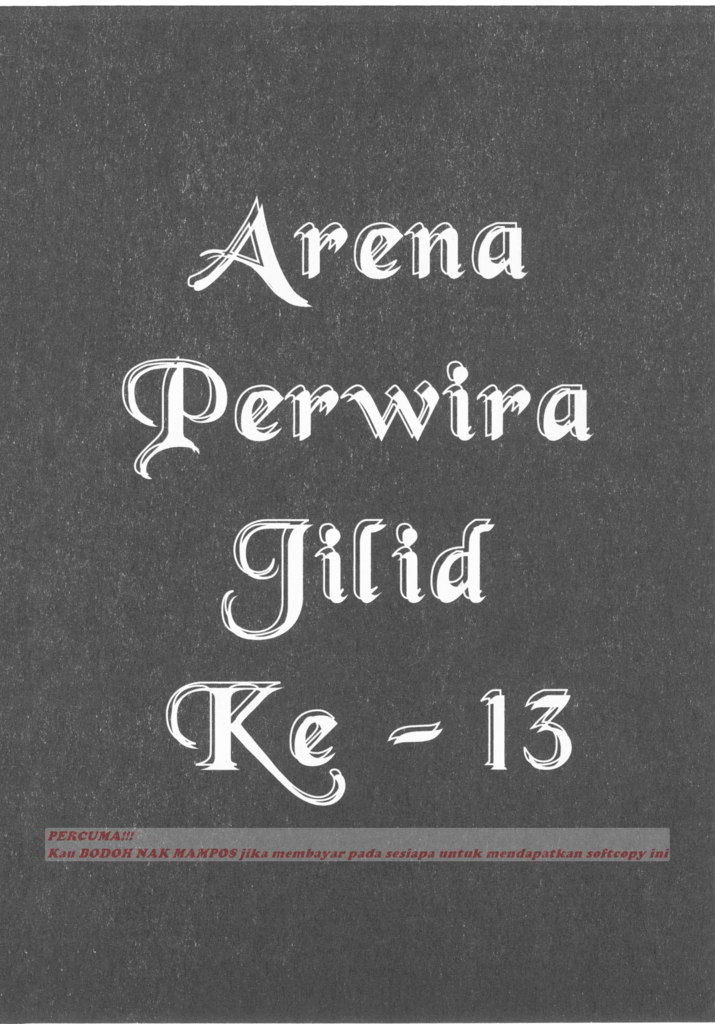 Arena
Perwira
Jilid
Ke - 13
PERCUMA!!!
Kau BODOH NAK MAMPOS jika membayar pada sesiapa untuk mendapatkan softcopy ini